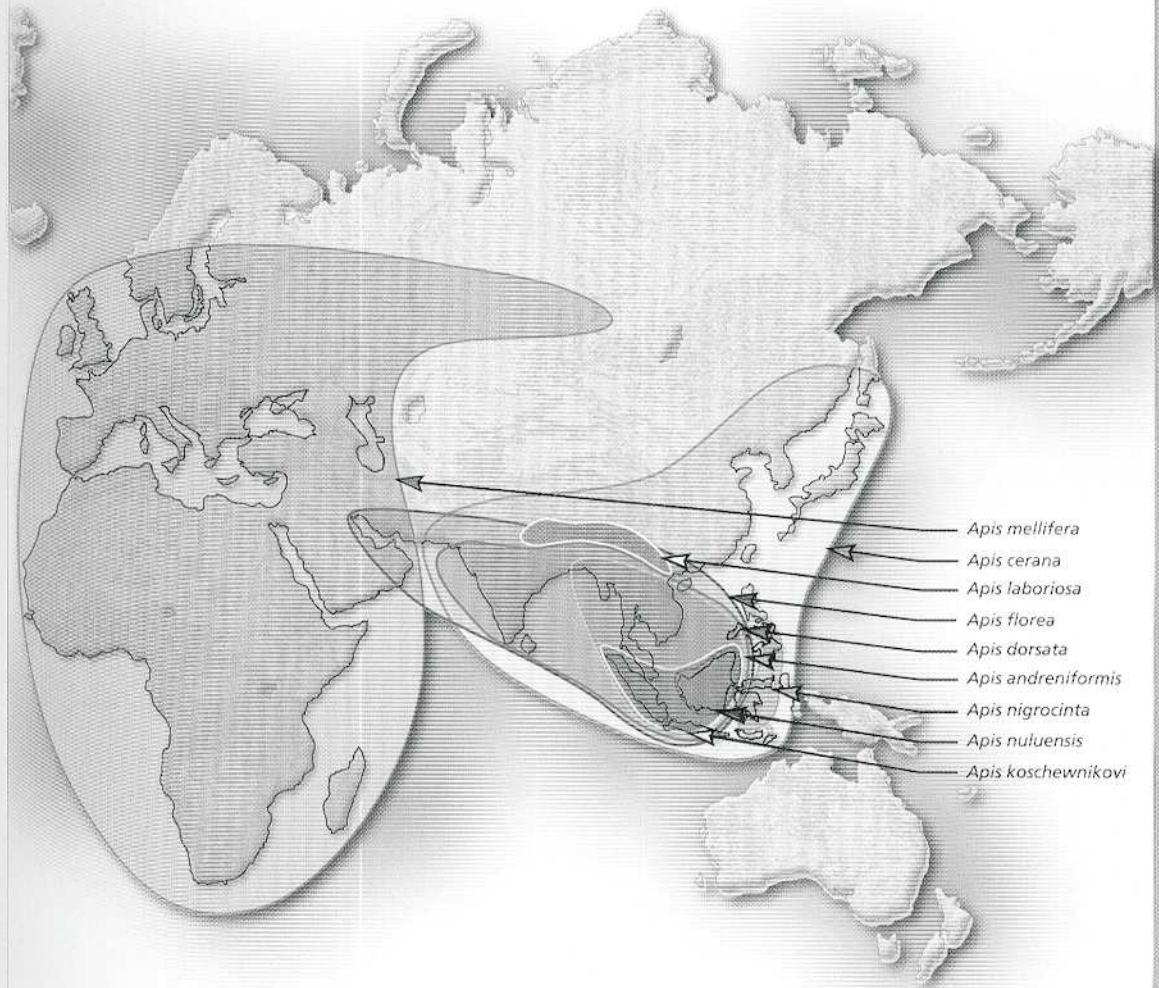 Apis mellifera
Apis cerana
Apis laboriosa
Apis florea
Apis dorsata
Apis andreniformis
Apis nigrocinta
Apis nuluensis
Apis koschewnikovi